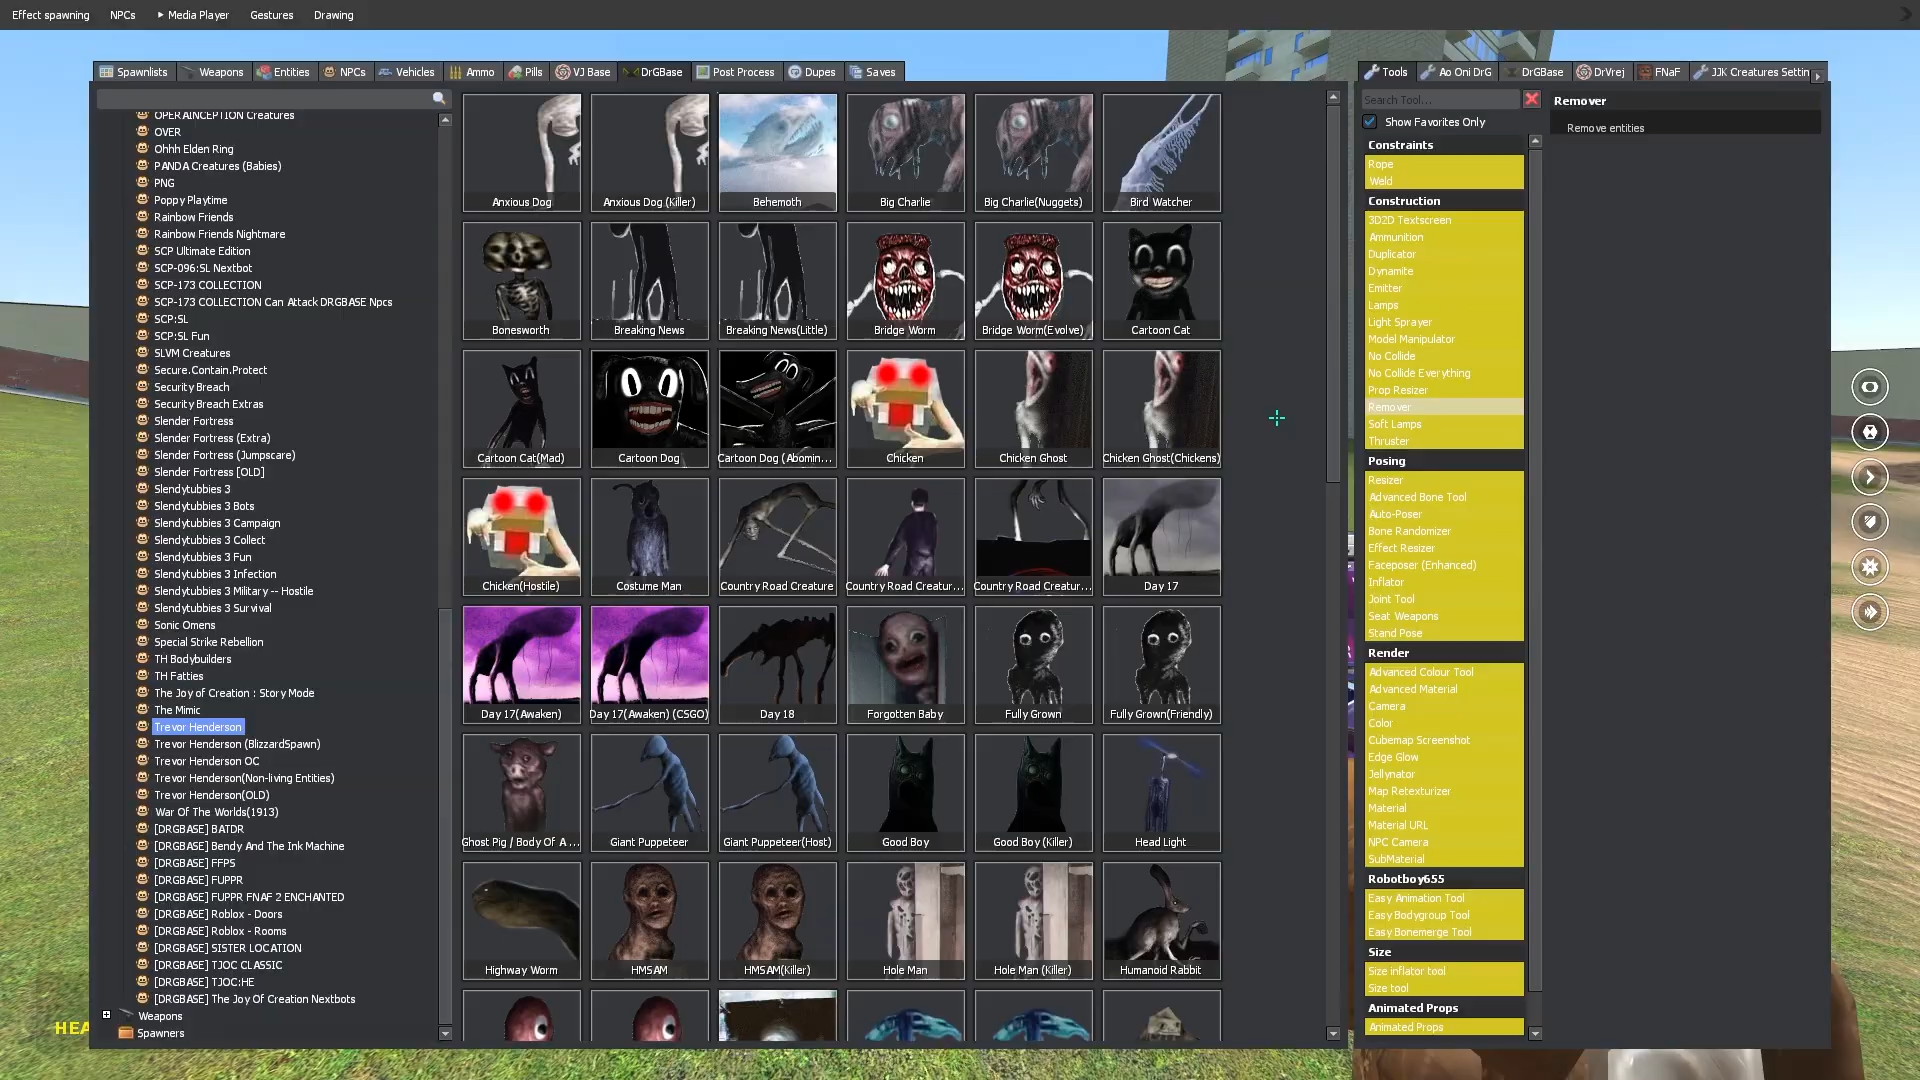 Effect spawning NPCs Media Player Gestures Drawing
Spawnlists Weapons Entities NPCs Vehicles Ammo Pills VJ Base DrGBase Post Process Dupes Saves
OPERAINCEPTION Creatures
OVER
Ohhh Elden Ring
PANDA Creatures (Babies)
PNG
Poppy Playtime
Rainbow Friends
Rainbow Friends Nightmare
SCP Ultimate Edition
SCP-096:SL Nextbot
SCP-173 COLLECTION
SCP-173 COLLECTION Can Attack DRGBASE Npcs
SCP:SL
SCP:SL Fun
SLVM Creatures
Secure.Contain.Protect
Security Breach
Security Breach Extras
Slender Fortress
Slender Fortress (Extra)
Slender Fortress (Jumpscare)
Slender Fortress [OLD]
Slendytubbies 3
Slendytubbies 3 Bots
Slendytubbies 3 Campaign
Slendytubbies 3 Collect
Slendytubbies 3 Fun
Slendytubbies 3 Infection
Slendytubbies 3 Military -- Hostile
Slendytubbies 3 Survival
Sonic Omens
Special Strike Rebellion
TH Bodybuilders
TH Fatties
The Joy of Creation : Story Mode
The Mimic
Trevor Henderson
Trevor Henderson (BlizzardSpawn)
Trevor Henderson OC
Trevor Henderson(Non-living Entities)
Trevor Henderson(OLD)
War Of The Worlds(1913)
[DRGBASE] BATDR
[DRGBASE] Bendy And The Ink Machine
[DRGBASE] FFPS
[DRGBASE] FUPPR
[DRGBASE] FUPPR FNAF 2 ENCHANTED
[DRGBASE] Roblox - Doors
[DRGBASE] Roblox - Rooms
[DRGBASE] SISTER LOCATION
[DRGBASE] TJOC CLASSIC
[DRGBASE] TJOC:HE
[DRGBASE] The Joy Of Creation Nextbots
Weapons
Spawners
HEA
Anxious Dog Anxious Dog (Killer) Behemoth Big Charlie Big Charlie(Nuggets) Bird Watcher
Bonesworth Breaking News Breaking News(Little) Bridge Worm Bridge Worm(Evolve) Cartoon Cat
Cartoon Cat(Mad) Cartoon Dog Cartoon Dog (Abomin... Chicken Chicken Ghost Chicken Ghost(Chickens)
Chicken(Hostile) Costume Man Country Road Creature Country Road Creatur... Country Road Creatur... Day 17
Day 17(Awaken) Day 17(Awaken) (CSGO) Day 18 Forgotten Baby Fully Grown Fully Grown(Friendly)
Ghost Pig / Body Of A ... Giant Puppeteer Giant Puppeteer(Host) Good Boy Good Boy (Killer) Head Light
Highway Worm HMSAM HMSAM(Killer) Hole Man Hole Man (Killer) Humanoid Rabbit
Tools Ao Oni DrG DrGBase DrVrej FNaF JJK Creatures Settin
Search Tool...
Show Favorites Only
Constraints
Rope
Weld
Construction
3D2D Textscreen
Ammunition
Duplicator
Dynamite
Emitter
Lamps
Light Sprayer
Model Manipulator
No Collide
No Collide Everything
Prop Resizer
Remover
Soft Lamps
Thruster
Posing
Resizer
Advanced Bone Tool
Auto-Poser
Bone Randomizer
Effect Resizer
Faceposer (Enhanced)
Inflator
Joint Tool
Seat Weapons
Stand Pose
Render
Advanced Colour Tool
Advanced Material
Camera
Color
Cubemap Screenshot
Edge Glow
Jellynator
Map Retexturizer
Material
Material URL
NPC Camera
SubMaterial
Robotboy655
Easy Animation Tool
Easy Bodygroup Tool
Easy Bonemerge Tool
Size
Size inflator tool
Size tool
Animated Props
Animated Props
Remover
Remove entities